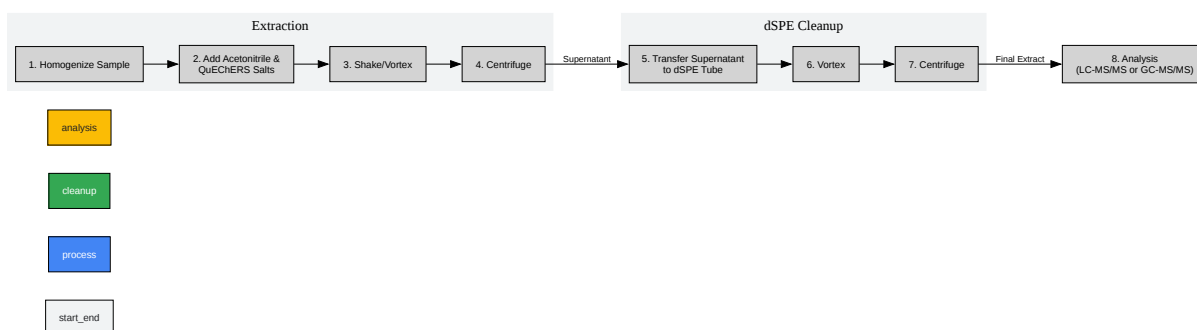 Extraction
dSPE Cleanup
1. Homogenize Sample
2. Add Acetonitrile &
QuEChERS Salts
3. Shake/Vortex
4. Centrifuge
Supernatant
5. Transfer Supernatant
to dSPE Tube
6. Vortex
7. Centrifuge
Final Extract
8. Analysis
(LC-MS/MS or GC-MS/MS)
analysis
cleanup
process
start_end